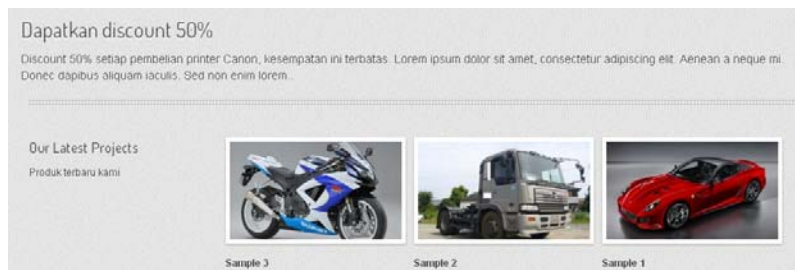 Dapatkan discount 50%
Discount 50% setiap pembelian printer Canon, kesempatan ini terbatas. Lorem ipsum dolor sit amet, consectetur adipiscing elit. Aenean a neque mi.
Donec dapibus aliquam iaculis. Sed non enim lorem...
Our Latest Projects
Produk terbaru kami
SUZUKI
Sample 3
Sample 2
Sample 1